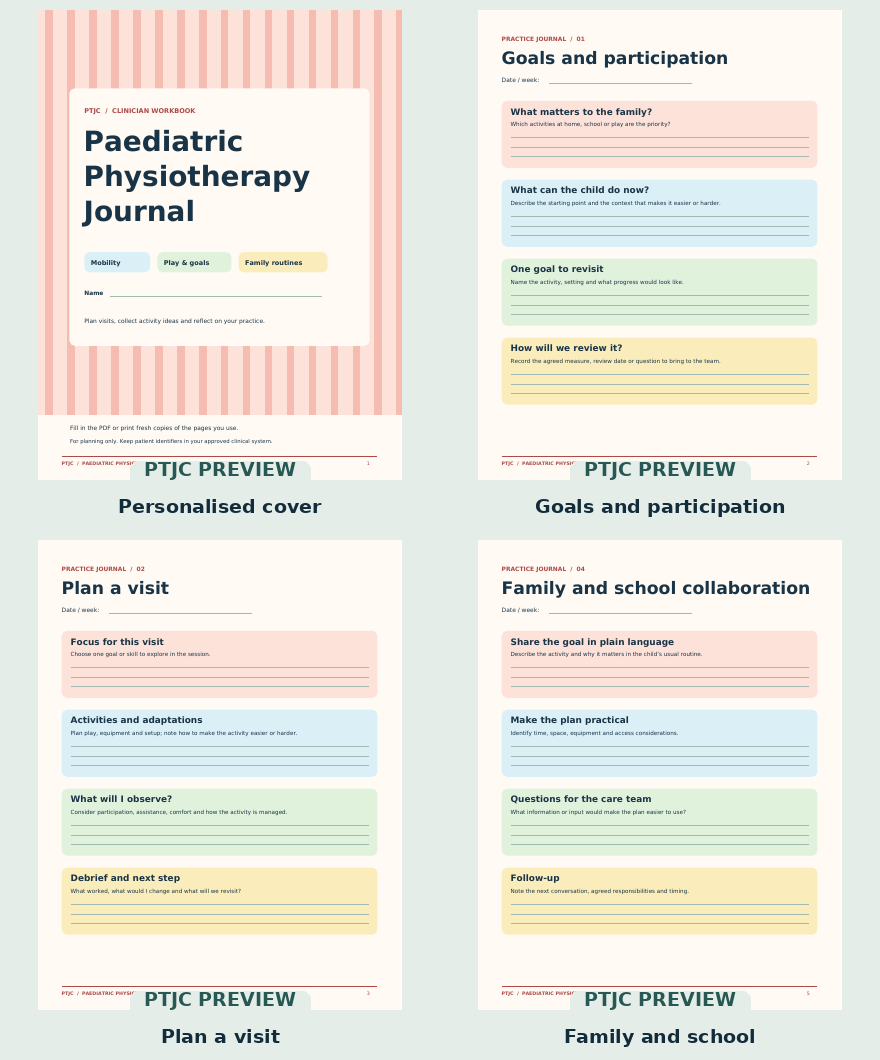 PTJC / CLINICIAN WORKBOOK
Paediatric
Physiotherapy
Journal
Mobility
Play & goals
Family routines
Name
Plan visits, collect activity ideas and reflect on your practice.
Fill in the PDF or print fresh copies of the pages you use.
For planning only. Keep patient identifiers in your approved clinical system.
PTJC / PAEDIATRIC 1
PTJC PREVIEW
Personalised cover
PRACTICE JOURNAL / 01
Goals and participation
Date / week:
What matters to the family?
Which activities at home, school or play are the priority?
What can the child do now?
Describe the starting point and the context that makes it easier or harder.
One goal to revisit
Name the activity, setting and what progress would look like.
How will we review it?
Record the agreed measure, review date or question to bring to the team.
PTJC / PAEDIATRIC 2
PTJC PREVIEW
Goals and participation
PRACTICE JOURNAL / 02
Plan a visit
Date / week:
Focus for this visit
Choose one goal or skill to explore in the session.
Activities and adaptations
Plan play, equipment and setup; note how to make the activity easier or harder.
What will I observe?
Consider participation, assistance, comfort and how the activity is managed.
Debrief and next step
What worked, what would I change and what will we revisit?
PTJC / PAEDIATRIC 3
PTJC PREVIEW
Plan a visit
PRACTICE JOURNAL / 04
Family and school collaboration
Date / week:
Share the goal in plain language
Describe the activity and why it matters in the child's usual routine.
Make the plan practical
Identify time, space, equipment and access considerations.
Questions for the care team
What information or input would make the plan easier to use?
Follow-up
Note the next conversation, agreed responsibilities and timing.
PTJC / PAEDIATRIC 5
PTJC PREVIEW
Family and school